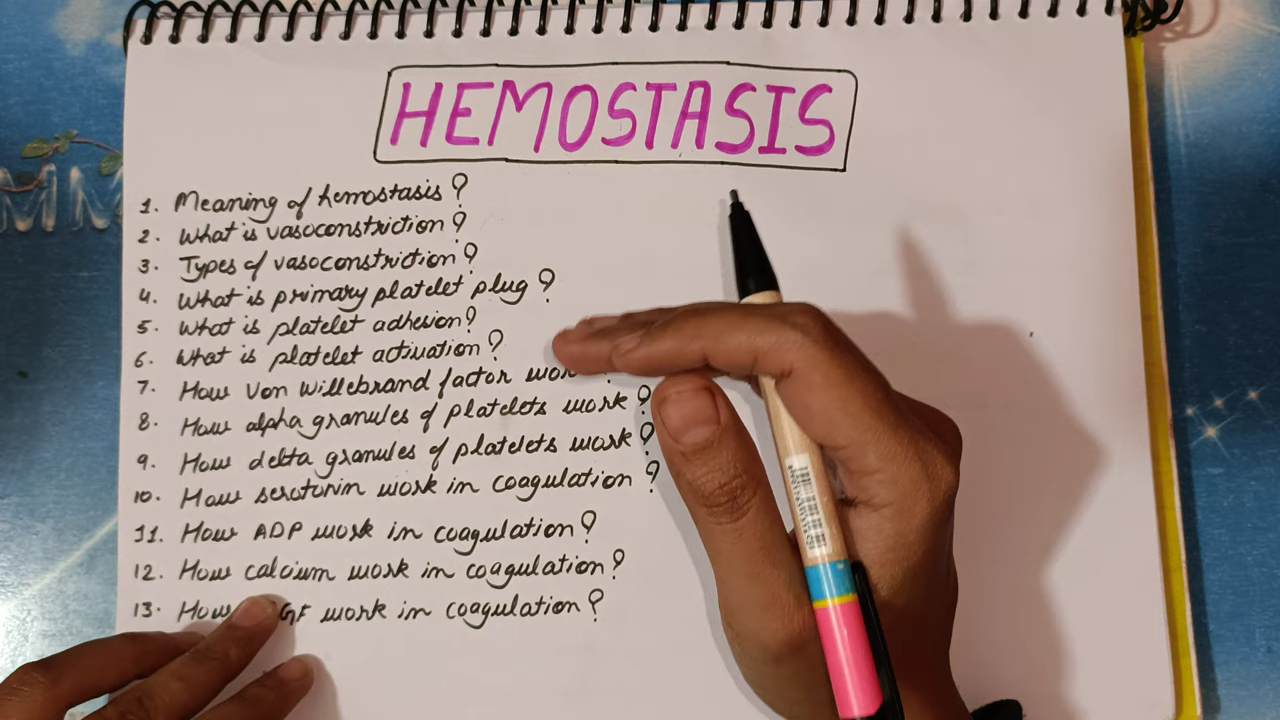 HEMOSTASIS
1. Meaning of hemostasis?
2. What is vasoconstriction?
3. Types of vasoconstriction?
4. What is primary platelet plug?
5. What is platelet adhesion?
6. What is platelet activation?
7. How Von Willebrand factor
8. How alpha granules of platelets work?
9. How delta granules of platelets work?
10. How serotonin work in coagulation?
11. How ADP work in coagulation?
12. How calcium work in coagulation?
13. How work in coagulation?